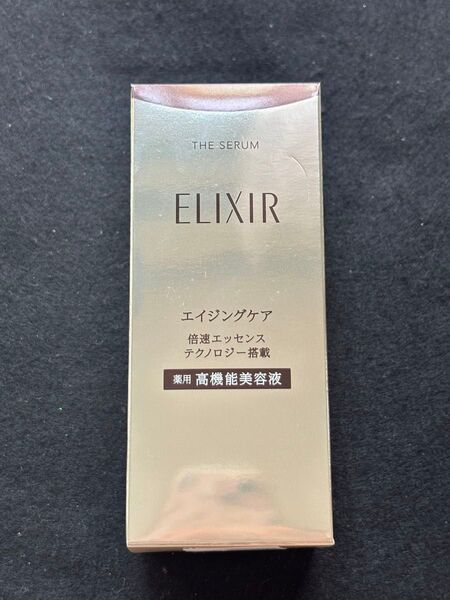 THE SERUM
ELIXIR
エイジングケア
倍速エッセンス
テクノロジー搭載
薬用 高機能美容液